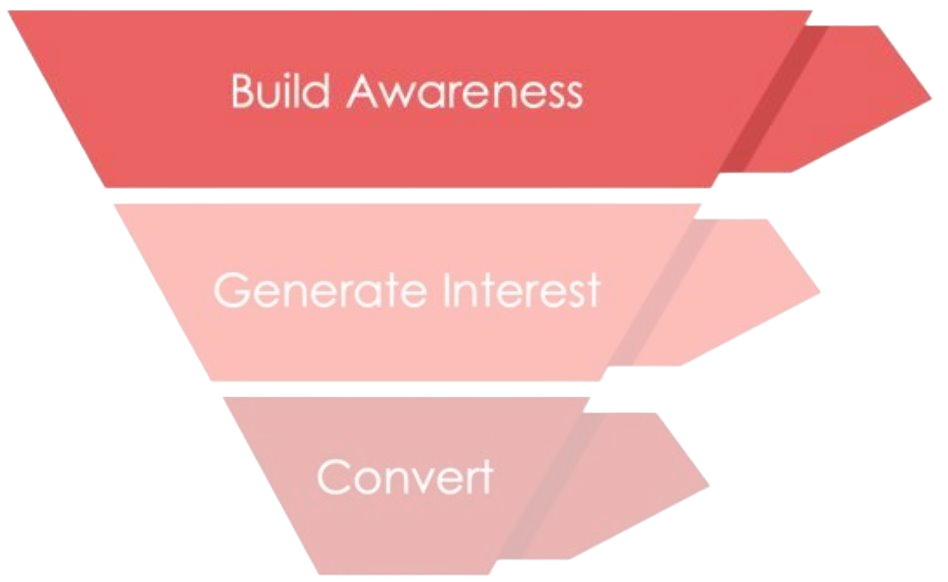 Build Awareness
Generate Interest
Convert